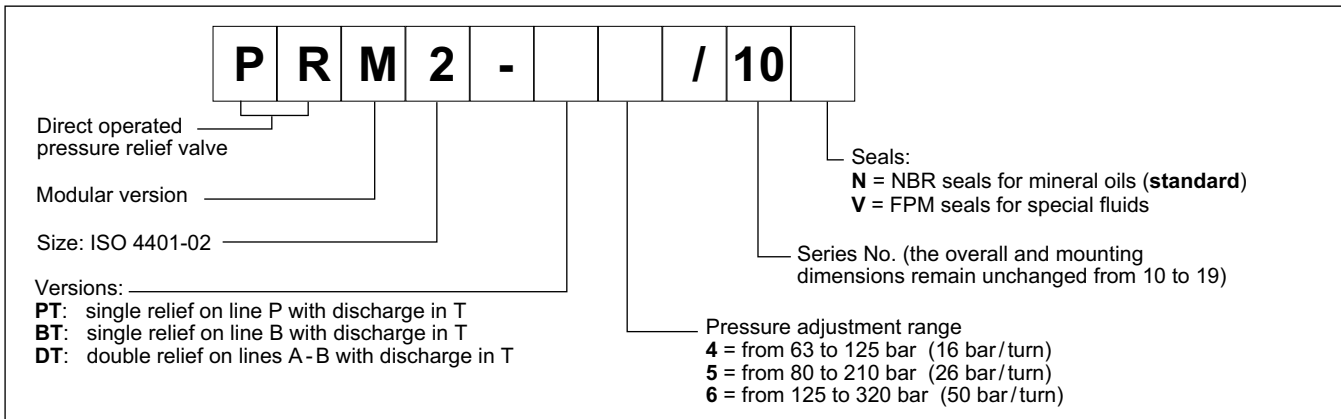 PRM2-  /10
Direct operated
pressure relief valve
Modular version
Size: ISO 4401-02
Versions:
PT: single relief on line P with discharge in T
BT: single relief on line B with discharge in T
DT: double relief on lines A-B with discharge in T
Seals:
N = NBR seals for mineral oils (standard)
V = FPM seals for special fluids
Series No. (the overall and mounting
dimensions remain unchanged from 10 to 19)
Pressure adjustment range
4 = from 63 to 125 bar (16 bar/turn)
5 = from 80 to 210 bar (26 bar/turn)
6 = from 125 to 320 bar (50 bar/turn)